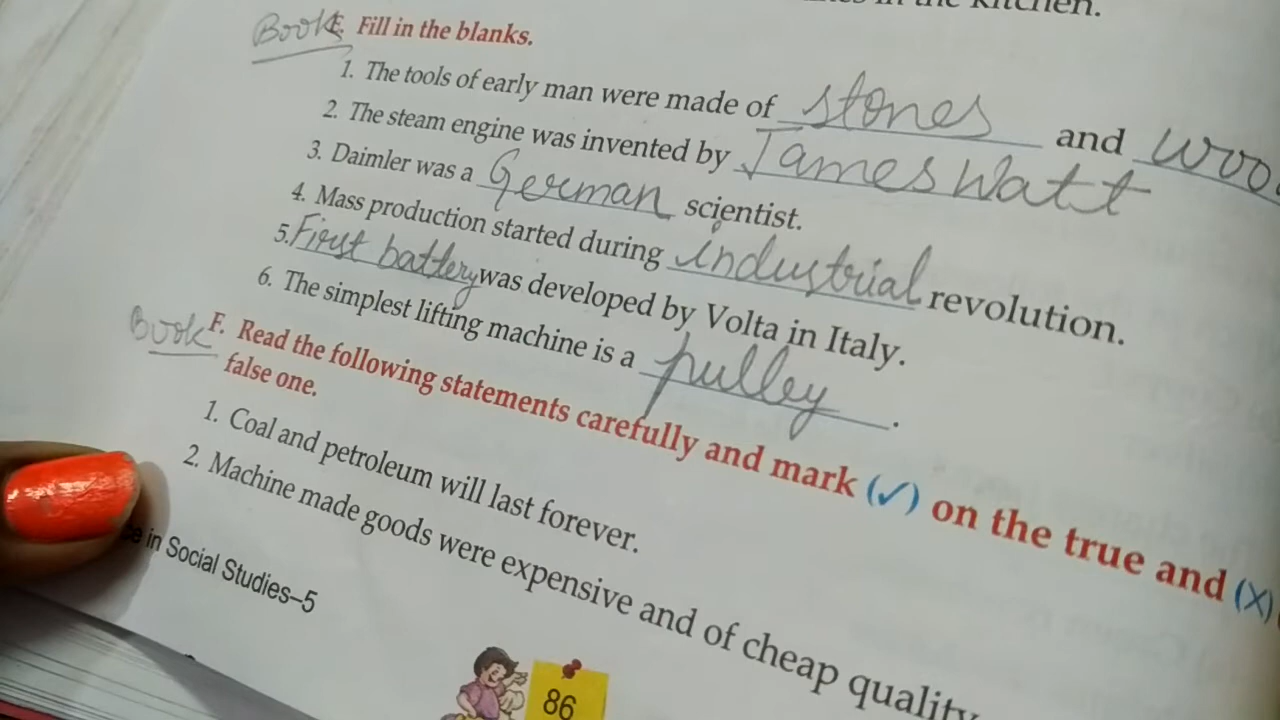 in the kitchen.
Book E. Fill in the blanks.
1. The tools of early man were made of stones and
2. The steam engine was invented by James Watt
3. Daimler was a German scientist.
4. Mass production started during industrial revolution.
5. First battery was developed by Volta in Italy.
6. The simplest lifting machine is a pulley.
Book F. Read the following statements carefully and mark (✓) on the true and (X)
false one.
1. Coal and petroleum will last forever.
2. Machine made goods were expensive and of cheap quality
in Social Studies–5
86